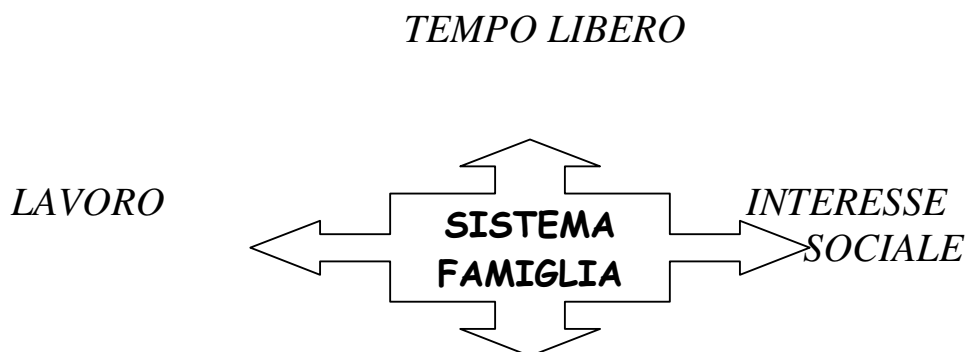 TEMPO LIBERO
LAVORO
SISTEMA
FAMIGLIA
INTERESSE
SOCIALE